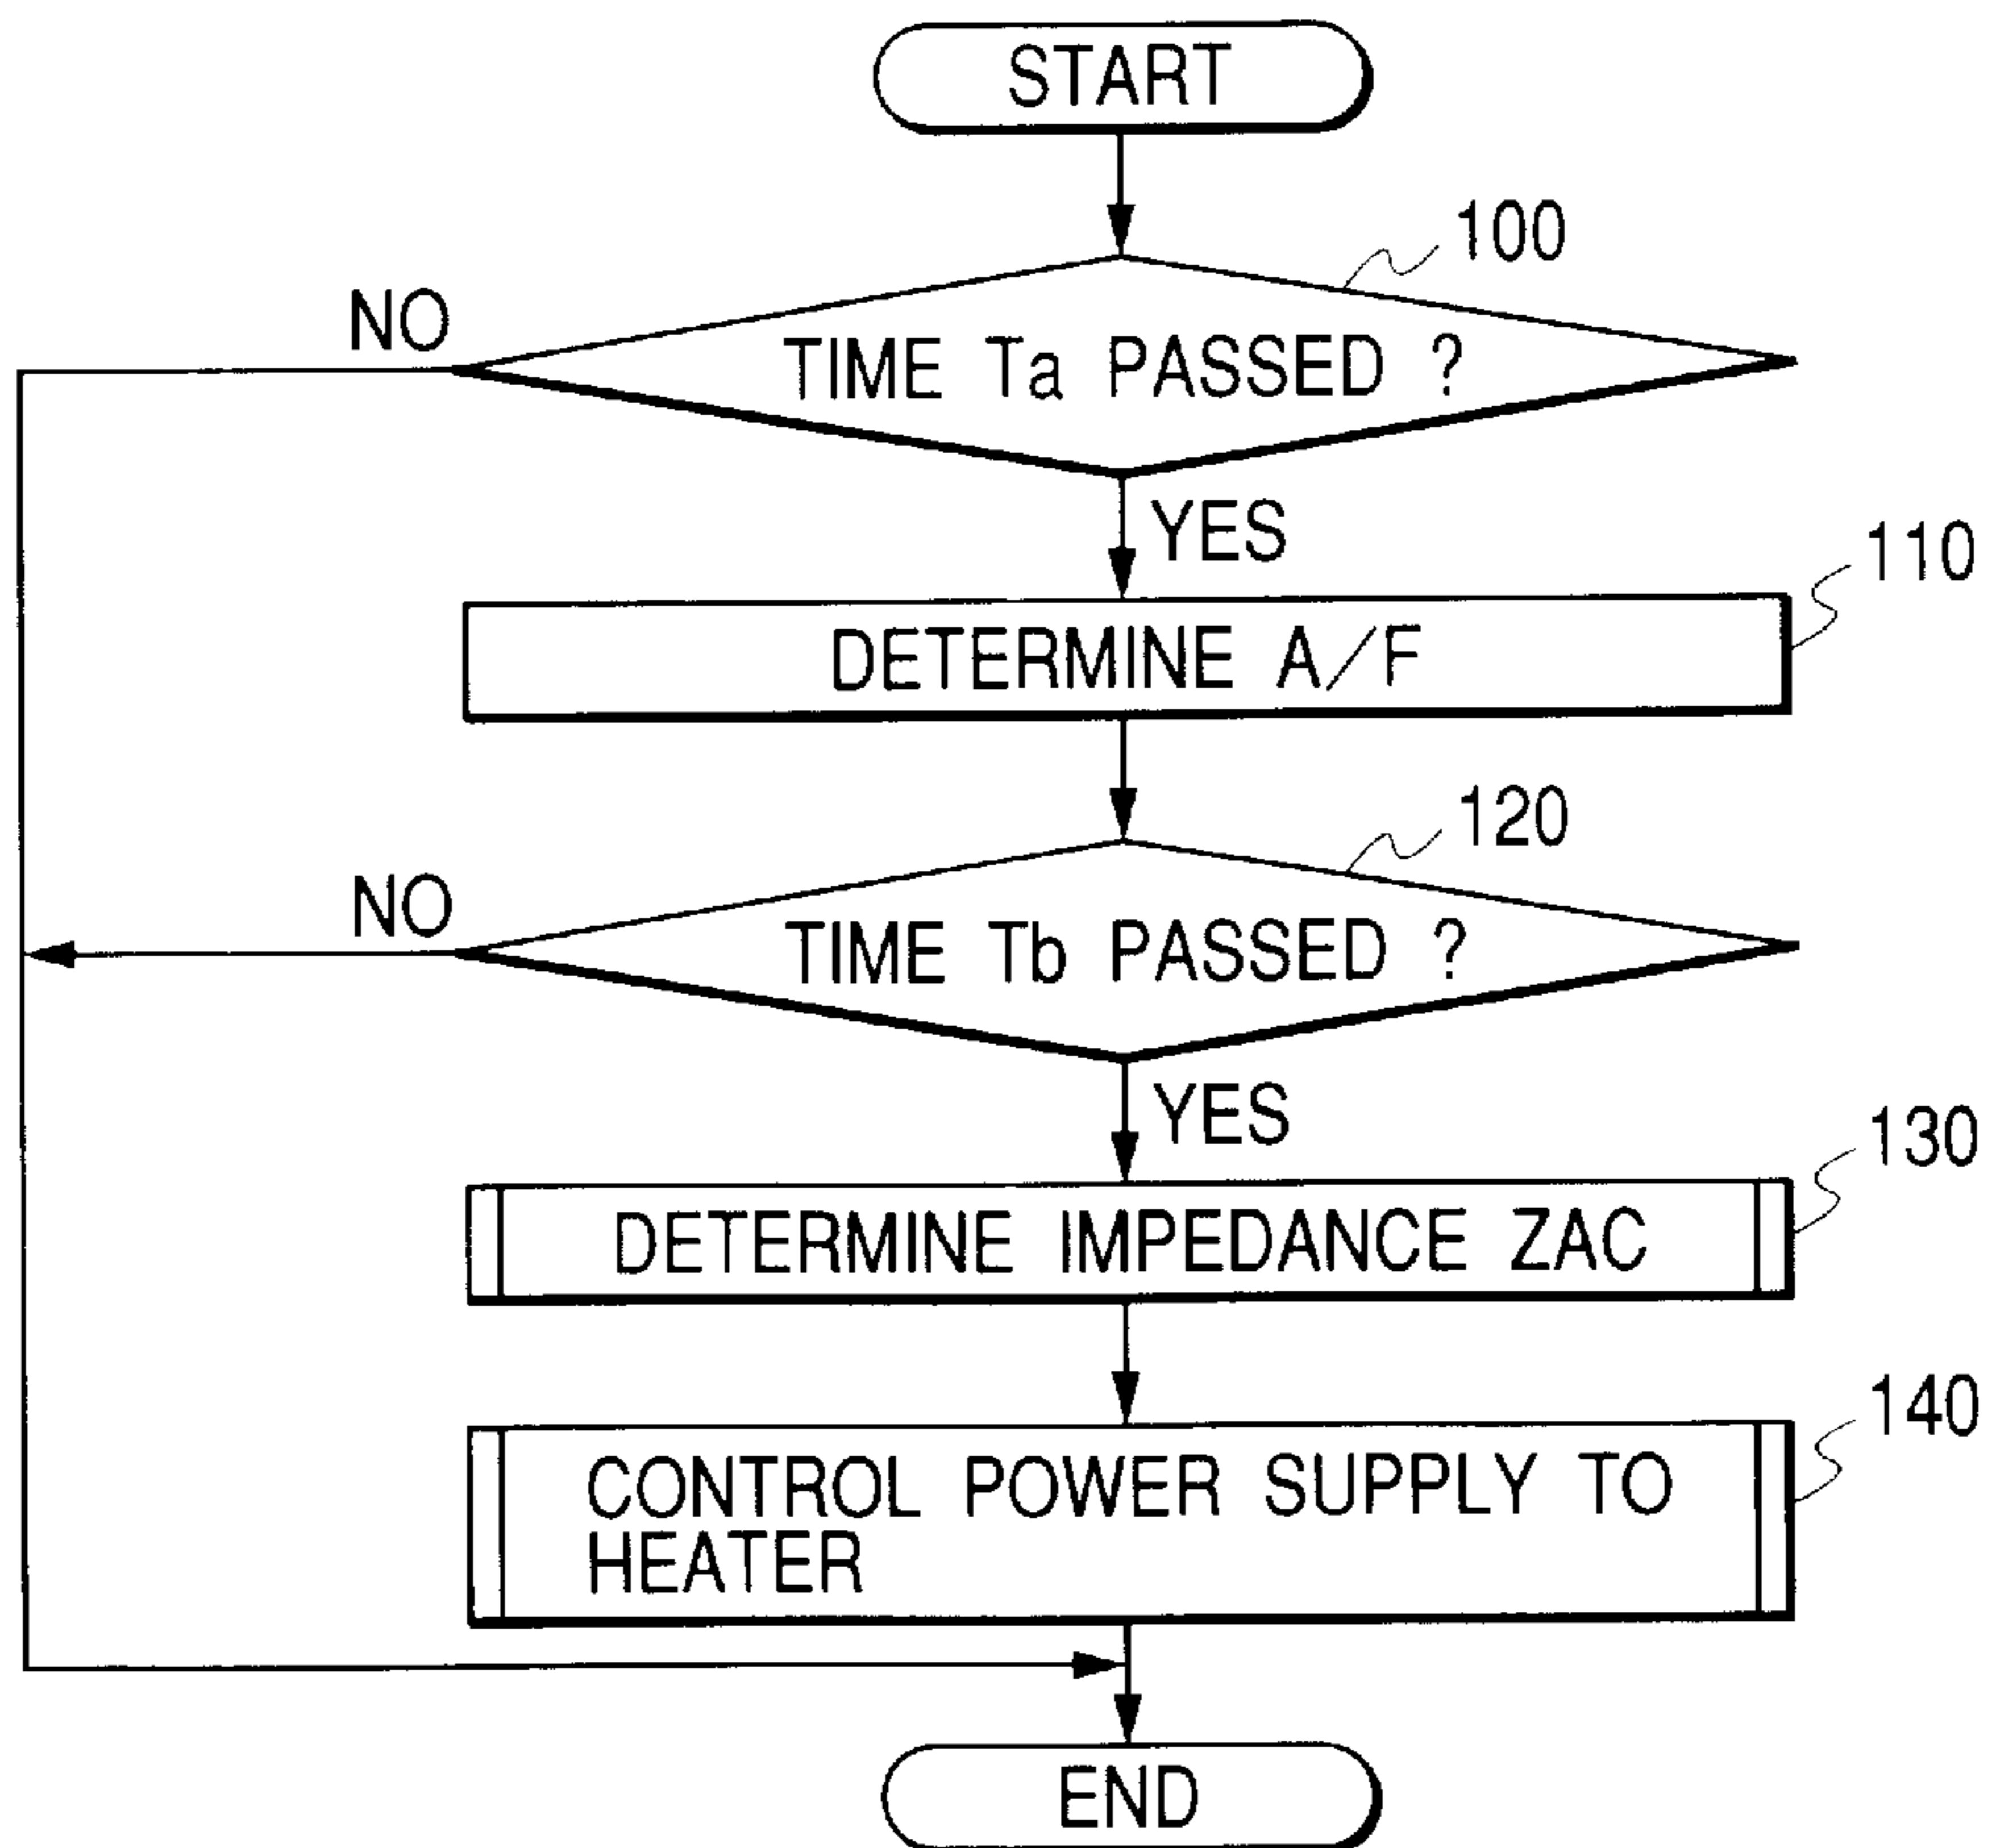 START
100
NO
TIME Ta PASSED ?
YES
110
DETERMINE A/F
120
NO
TIME Tb PASSED ?
YES
130
DETERMINE IMPEDANCE ZAC
140
CONTROL POWER SUPPLY TO
HEATER
END